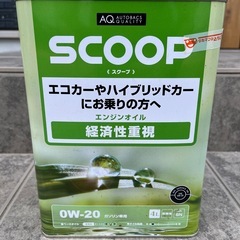 AQ AUTOBACS QUALITY
SCOOP
《スクープ》
エコカーやハイブリッドカー
にお乗りの方へ
エンジンオイル
経済性重視
0W-20 ガソリン車用